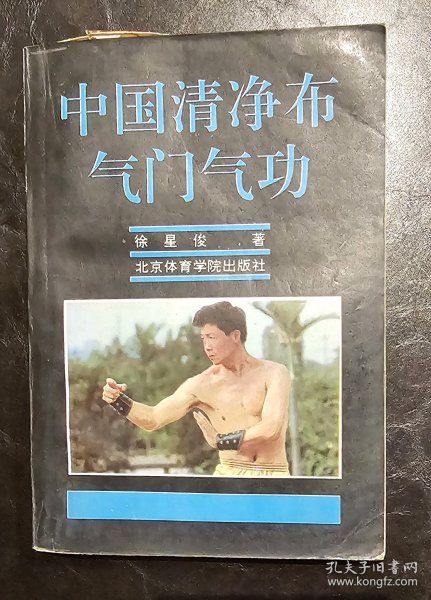 中国清净布
气门气功
徐星俊 著
北京体育学院出版社
孔夫子旧书网
www.kongfz.com